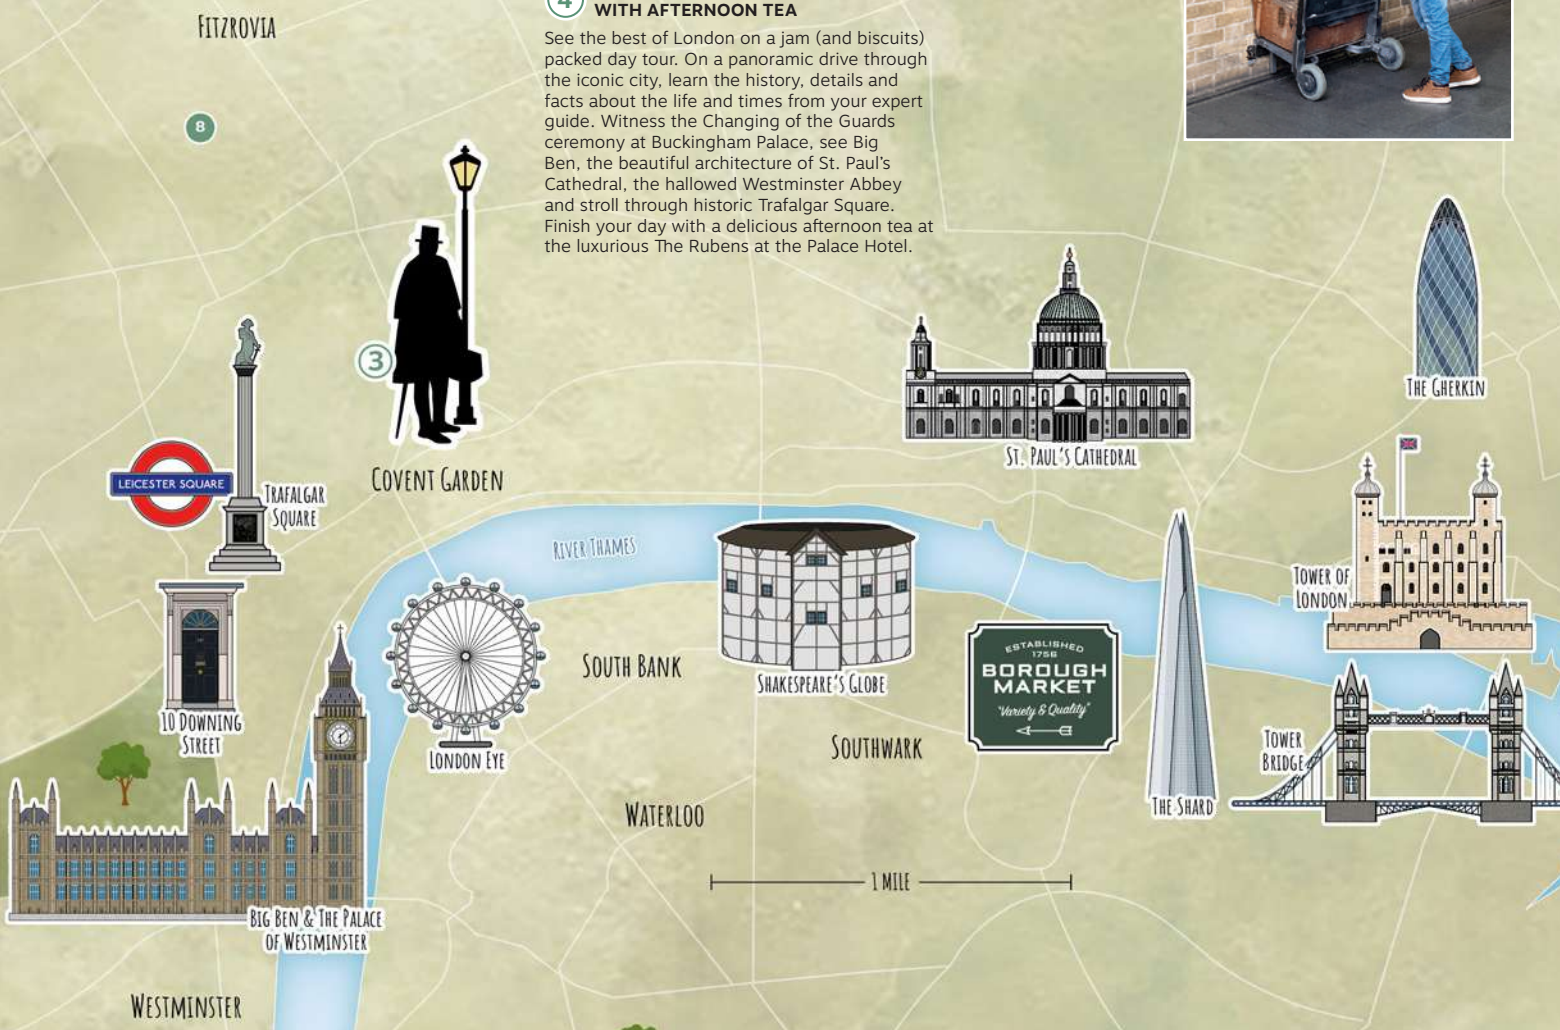 4
WITH AFTERNOON TEA
See the best of London on a jam (and biscuits)
packed day tour. On a panoramic drive through
the iconic city, learn the history, details and
facts about the life and times from your expert
guide. Witness the Changing of the Guards
ceremony at Buckingham Palace, see Big
Ben, the beautiful architecture of St. Paul's
Cathedral, the hallowed Westminster Abbey
and stroll through historic Trafalgar Square.
Finish your day with a delicious afternoon tea at
the luxurious The Rubens at the Palace Hotel.
FITZROVIA
8
3
THE GHERKIN
ST. PAUL'S CATHEDRAL
COVENT GARDEN
LEICESTER SQUARE
TRAFALGAR
SQUARE
RIVER THAMES
TOWER OF
LONDON
10 DOWNING
STREET
LONDON EYE
SOUTH BANK
SHAKESPEARE'S GLOBE
ESTABLISHED
1756
BOROUGH
MARKET
"Variety & Quality"
SOUTHWARK
THE SHARD
TOWER
BRIDGE
WATERLOO
1 MILE
BIG BEN & THE PALACE
OF WESTMINSTER
WESTMINSTER